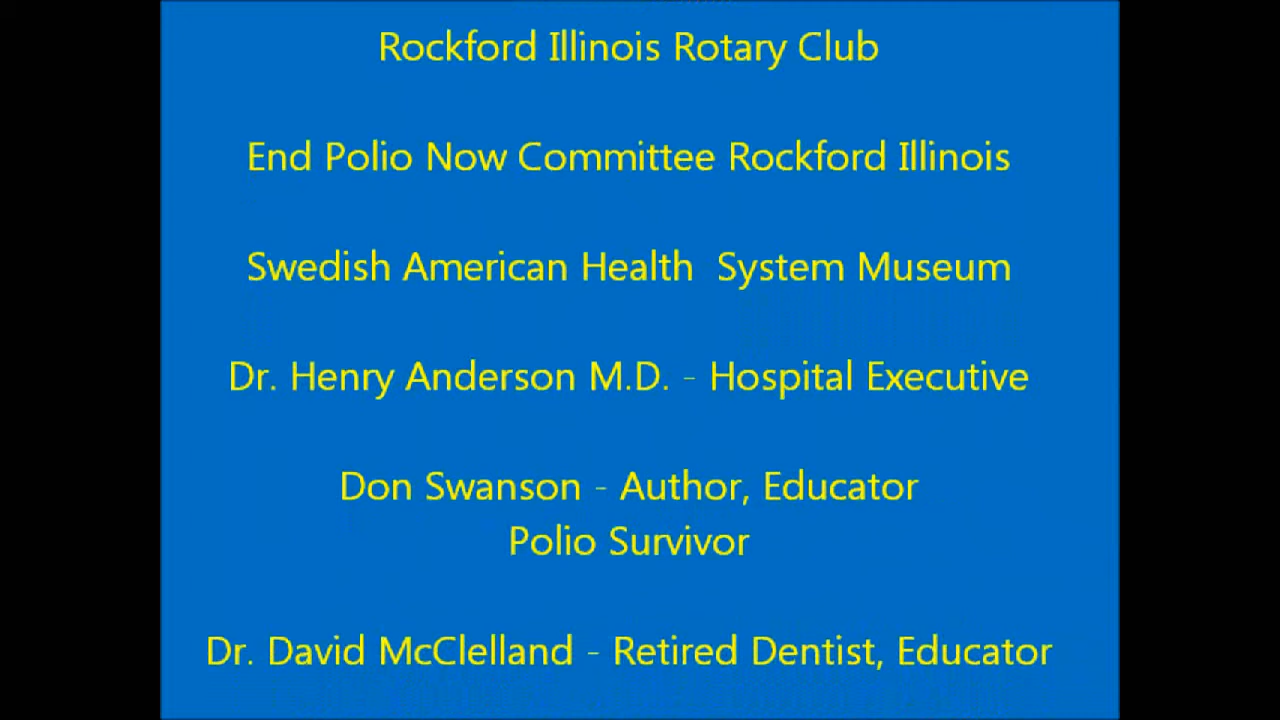 Rockford Illinois Rotary Club
End Polio Now Committee Rockford Illinois
Swedish American Health  System Museum
Dr. Henry Anderson M.D. - Hospital Executive
Don Swanson - Author, Educator
Polio Survivor
Dr. David McClelland - Retired Dentist, Educator